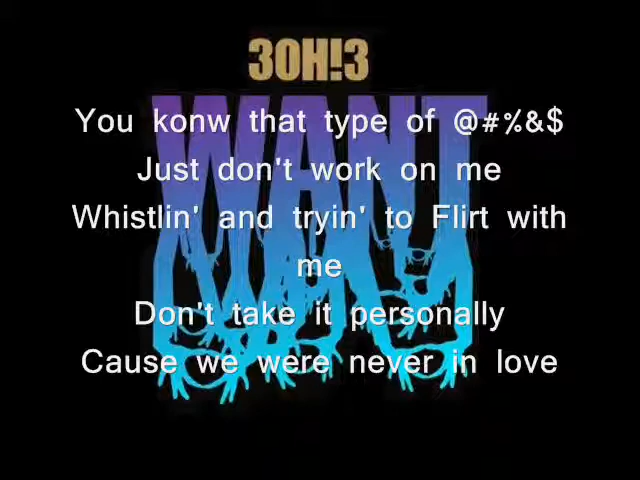 3OH!3
WANT
You konw that type of @#%&$
Just don't work on me
Whistlin' and tryin' to Flirt with
me
Don't take it personally
Cause we were never in love